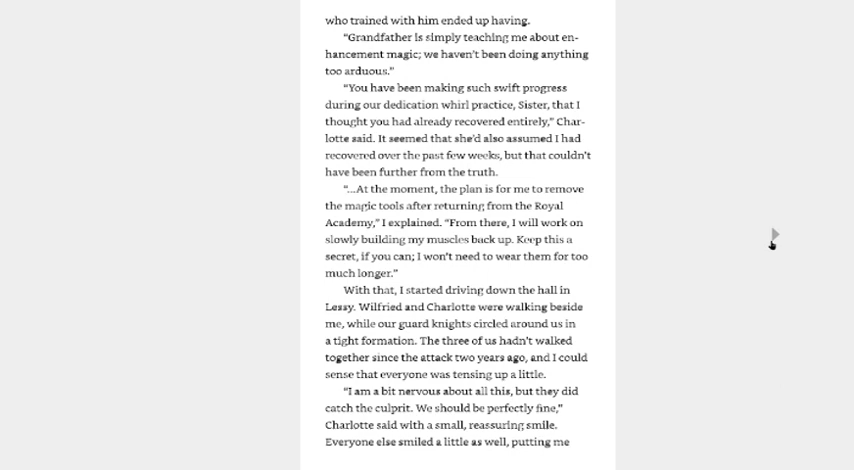 who trained with him ended up having.
“Grandfather is simply teaching me about en-
hancement magic; we haven’t been doing anything
too arduous.”
“You have been making such swift progress
during our dedication whirl practice, Sister, that I
thought you had already recovered entirely,” Char-
lotte said. It seemed that she’d also assumed I had
recovered over the past few weeks, but that couldn’t
have been further from the truth.
“...At the moment, the plan is for me to remove
the magic tools after returning from the Royal
Academy,” I explained. “From there, I will work on
slowly building my muscles back up. Keep this a
secret, if you can; I won’t need to wear them for too
much longer.”
With that, I started driving down the hall in
Lessy. Wilfried and Charlotte were walking beside
me, while our guard knights circled around us in
a tight formation. The three of us hadn’t walked
together since the attack two years ago, and I could
sense that everyone was tensing up a little.
“I am a bit nervous about all this, but they did
catch the culprit. We should be perfectly fine,”
Charlotte said with a small, reassuring smile.
Everyone else smiled a little as well, putting me